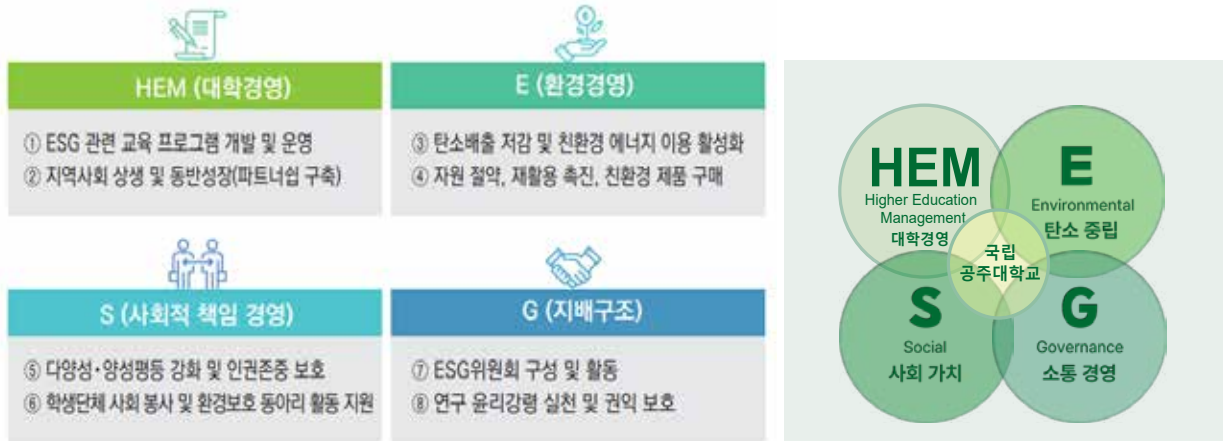 HEM (대학경영)
① ESG 관련 교육 프로그램 개발 및 운영
② 지역사회 상생 및 동반성장(파트너쉽 구축)
E (환경경영)
③ 탄소배출 저감 및 친환경 에너지 이용 활성화
④ 자원 절약, 재활용 촉진, 친환경 제품 구매
S (사회적 책임 경영)
⑤ 다양성·양성평등 강화 및 인권존중 보호
⑥ 학생단체 사회 봉사 및 환경보호 동아리 활동 지원
G (지배구조)
⑦ ESG위원회 구성 및 활동
⑧ 연구 윤리강령 실천 및 권익 보호
HEM
Higher Education
Management
대학경영
E
Environmental
탄소 중립
국립
공주대학교
S
Social
사회 가치
G
Governance
소통 경영